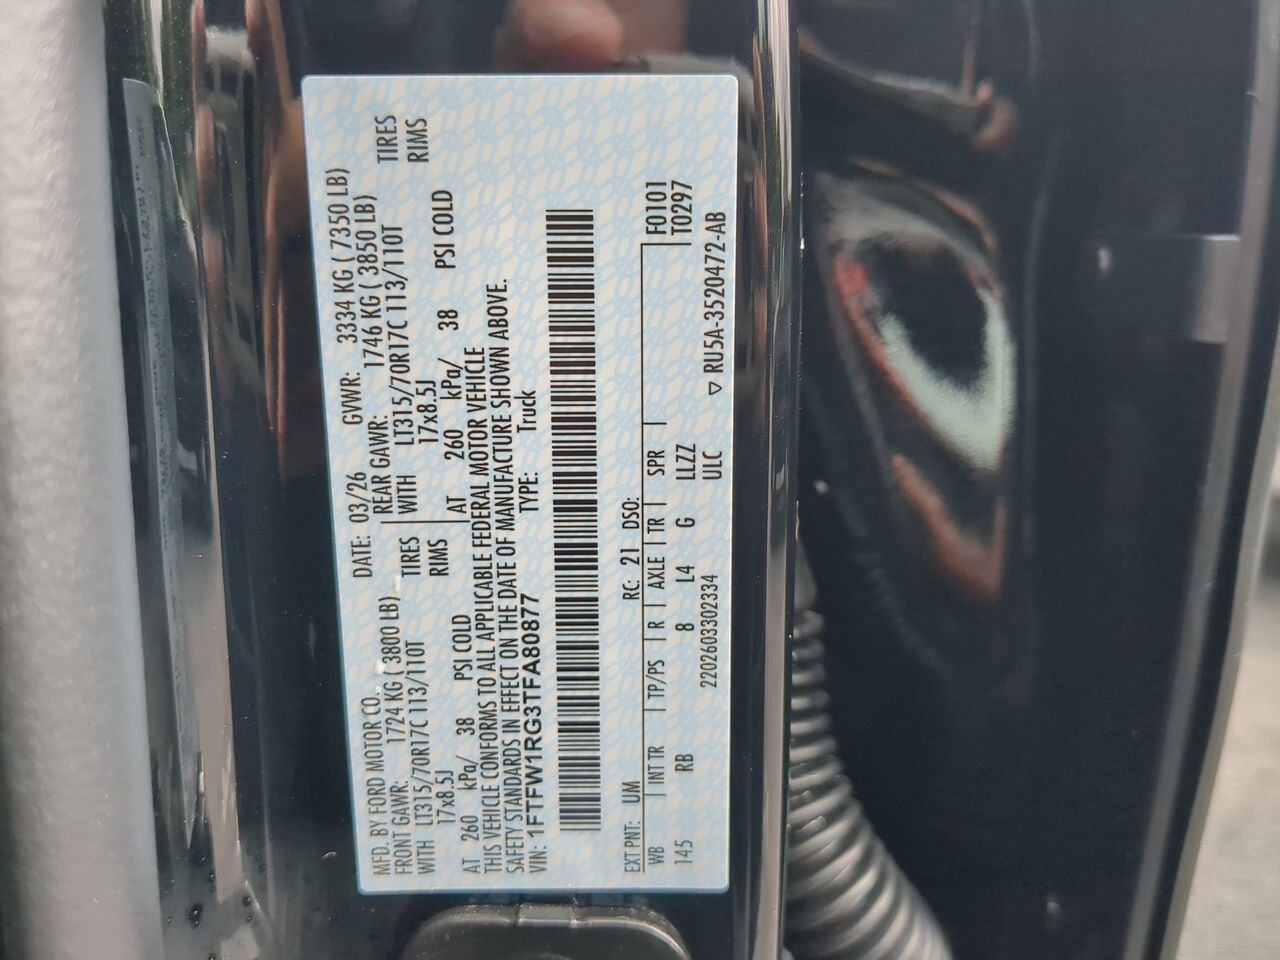 MFD. BY FORD MOTOR CO. DATE: 03/26 GVWR: 3334 KG ( 7350 LB)
FRONT GAWR: 1724 KG ( 3800 LB) REAR GAWR: 1746 KG ( 3850 LB)
WITH LT315/70R17C 113/110T TIRES WITH LT315/70R17C 113/110T TIRES
17x8.5J RIMS 17x8.5J RIMS
AT 260 kPa/ 38 PSI COLD AT 260 kPa/ 38 PSI COLD
THIS VEHICLE CONFORMS TO ALL APPLICABLE FEDERAL MOTOR VEHICLE
SAFETY STANDARDS IN EFFECT ON THE DATE OF MANUFACTURE SHOWN ABOVE.
VIN: 1FTFW1RG3TFA80877 TYPE: Truck
EXT PNT: UM RC: 21 DSO: F0101
WB | INT TR | TP/PS | R | AXLE | TR | SPR | T0297
145 RB 8 L4 G LLZZ
2202603302334 ULC ▽ RU5A-3520472-AB